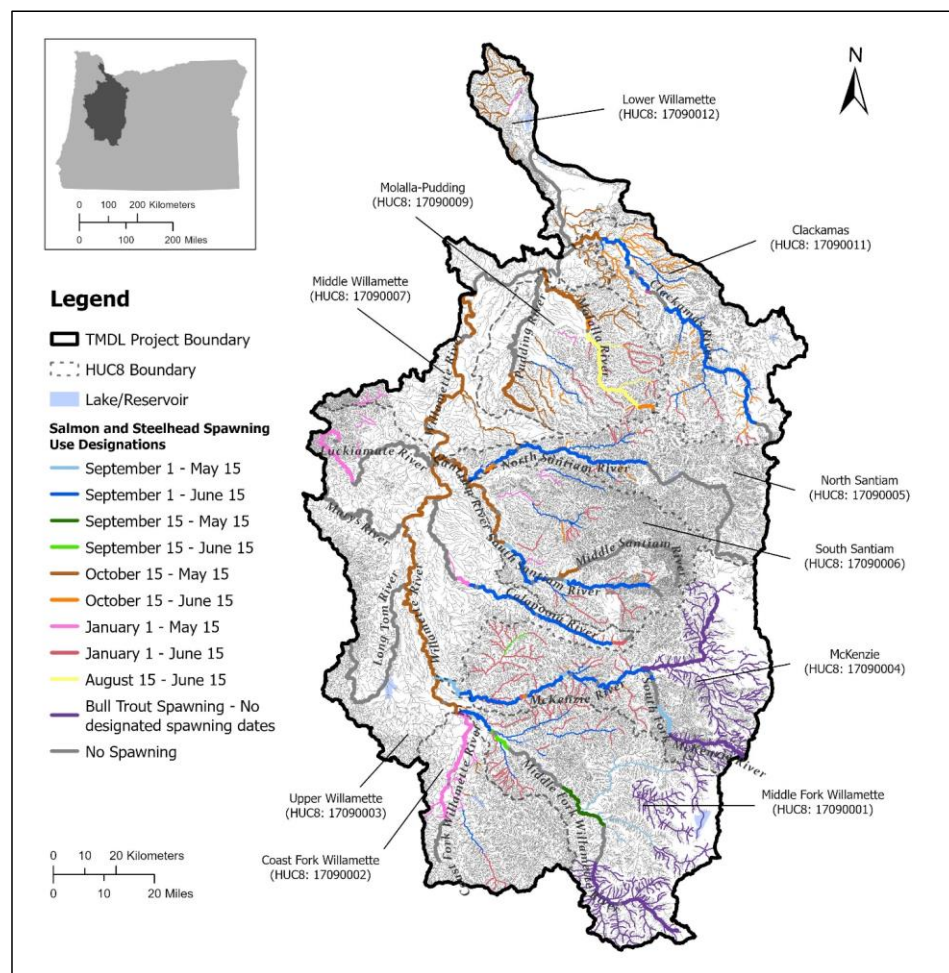 N
Lower Willamette
(HUC8: 17090012)
Molalla-Pudding
(HUC8: 17090009)
Clackamas
(HUC8: 17090011)
Middle Willamette
(HUC8: 17090007)
0 100 200 Kilometers
0 100 200 Miles
Legend
TMDL Project Boundary
HUC8 Boundary
Lake/Reservoir
Salmon and Steelhead Spawning
Use Designations
September 1 - May 15
September 1 - June 15
September 15 - May 15
September 15 - June 15
October 15 - May 15
October 15 - June 15
January 1 - May 15
January 1 - June 15
August 15 - June 15
Bull Trout Spawning - No
designated spawning dates
No Spawning
Clackamas River
Molalla River
Pudding River
Willamette River
Luckiamute River
Santiam River
North Santiam River
North Santiam
(HUC8: 17090005)
Marys River
South Santiam River
Middle Santiam River
South Santiam
(HUC8: 17090006)
Calapooia River
Long Tom River
Willamette River
McKenzie River
McKenzie
(HUC8: 17090004)
South Fork McKenzie River
Upper Willamette
(HUC8: 17090003)
Coast Fork Willamette River
Middle Fork Willamette River
Middle Fork Willamette
(HUC8: 17090001)
Coast Fork Willamette
(HUC8: 17090002)
0 10 20 Kilometers
0 10 20 Miles